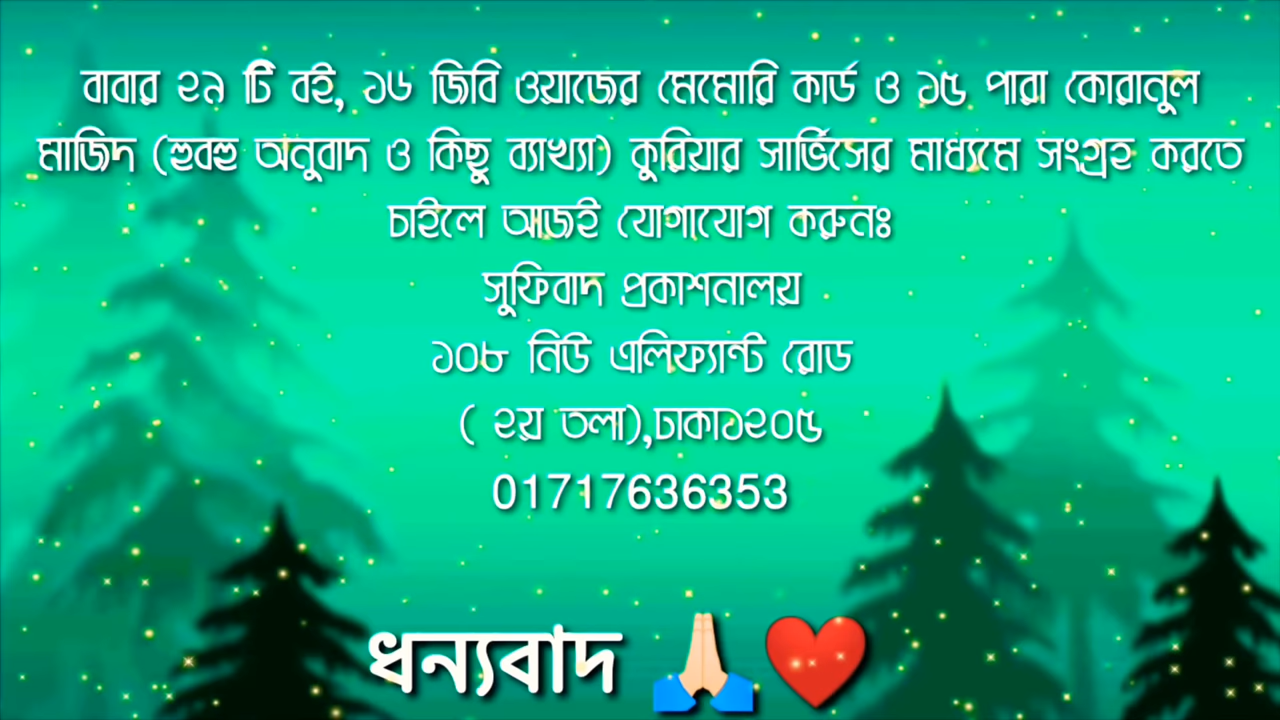 বাবার ২৯ টি বই, ১৬ জিবি ওয়াজের মেমোরি কার্ড ও ১৫ পারা কোরানুল
মাজিদ (হুবহু অনুবাদ ও কিছু ব্যাখ্যা) কুরিয়ার সার্ভিসের মাধ্যমে সংগ্রহ করতে
চাইলে আজই যোগাযোগ করুনঃ
সুফিবাদ প্রকাশনালয়
১০৮ নিউ এলিফ্যান্ট রোড
( ২য় তলা),ঢাকা১২০৫
01717636353
ধন্যবাদ 🙏🏻❤️